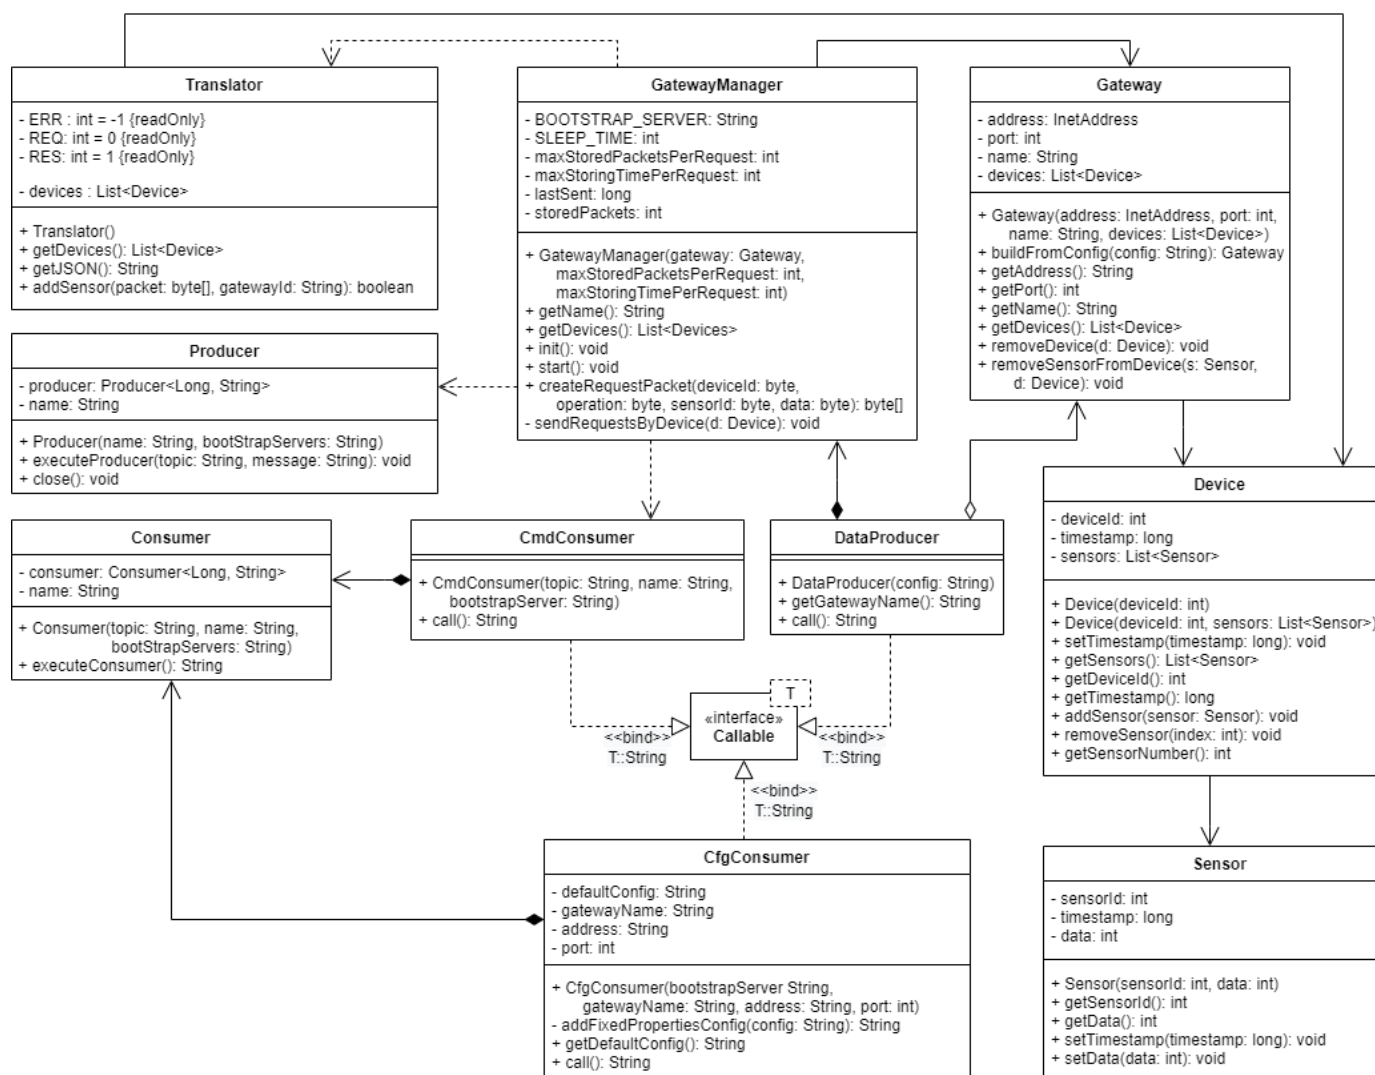 Translator
- ERR : int = -1 {readOnly}
- REQ: int = 0 {readOnly}
- RES: int = 1 {readOnly}
- devices : List<Device>
+ Translator()
+ getDevices(): List<Device>
+ getJSON(): String
+ addSensor(packet: byte[], gatewayId: String): boolean
GatewayManager
- BOOTSTRAP_SERVER: String
- SLEEP_TIME: int
- maxStoredPacketsPerRequest: int
- maxStoringTimePerRequest: int
- lastSent: long
- storedPackets: int
+ GatewayManager(gateway: Gateway,
maxStoredPacketsPerRequest: int,
maxStoringTimePerRequest: int)
+ getName(): String
+ getDevices(): List<Devices>
+ init(): void
+ start(): void
+ createRequestPacket(deviceId: byte,
operation: byte, sensorId: byte, data: byte): byte[]
- sendRequestsByDevice(d: Device): void
Gateway
- address: InetAddress
- port: int
- name: String
- devices: List<Device>
+ Gateway(address: InetAddress, port: int,
name: String, devices: List<Device>)
+ buildFromConfig(config: String): Gateway
+ getAddress(): String
+ getPort(): int
+ getName(): String
+ getDevices(): List<Device>
+ removeDevice(d: Device): void
+ removeSensorFromDevice(s: Sensor,
d: Device): void
Producer
- producer: Producer<Long, String>
- name: String
+ Producer(name: String, bootStrapServers: String)
+ executeProducer(topic: String, message: String): void
+ close(): void
Consumer
- consumer: Consumer<Long, String>
- name: String
+ Consumer(topic: String, name: String,
bootStrapServers: String)
+ executeConsumer(): String
CmdConsumer
+ CmdConsumer(topic: String, name: String,
bootstrapServer: String)
+ call(): String
DataProducer
+ DataProducer(config: String)
+ getGatewayName(): String
+ call(): String
Device
- deviceId: int
- timestamp: long
- sensors: List<Sensor>
+ Device(deviceId: int)
+ Device(deviceId: int, sensors: List<Sensor>)
+ setTimestamp(timestamp: long): void
+ getSensors(): List<Sensor>
+ getDeviceId(): int
+ getTimestamp(): long
+ addSensor(sensor: Sensor): void
+ removeSensor(index: int): void
+ getSensorNumber(): int
T
«interface»
Callable
<<bind>>
T::String
<<bind>>
T::String
<<bind>>
T::String
CfgConsumer
- defaultConfig: String
- gatewayName: String
- address: String
- port: int
+ CfgConsumer(bootstrapServer String,
gatewayName: String, address: String, port: int)
- addFixedPropertiesConfig(config: String): String
+ getDefaultConfig(): String
+ call(): String
Sensor
- sensorId: int
- timestamp: long
- data: int
+ Sensor(sensorId: int, data: int)
+ getSensorId(): int
+ getData(): int
+ setTimestamp(timestamp: long): void
+ setData(data: int): void